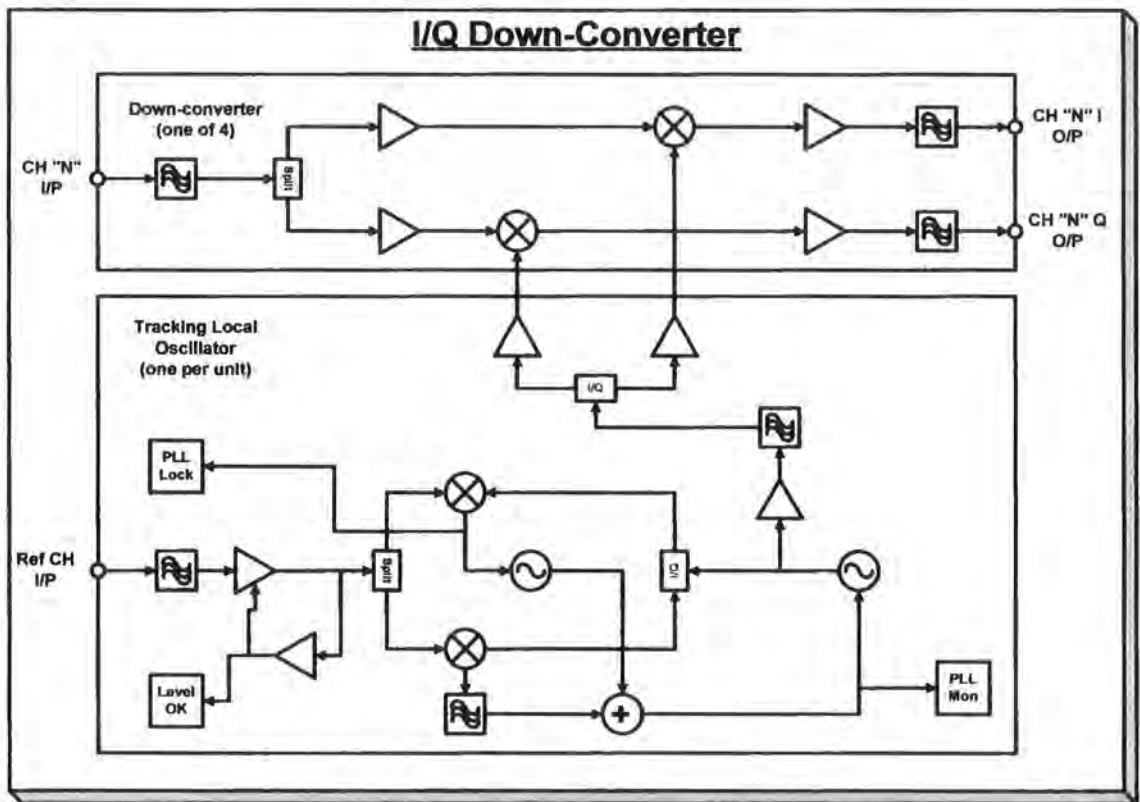 I/Q Down-Converter
Down-converter
(one of 4)
CH "N"
I/P
Split
CH "N" I
O/P
CH "N" Q
O/P
Tracking Local
Oscillator
(one per unit)
I/Q
PLL
Lock
Ref CH
I/P
Split
I/Q
Level
OK
+
PLL
Mon